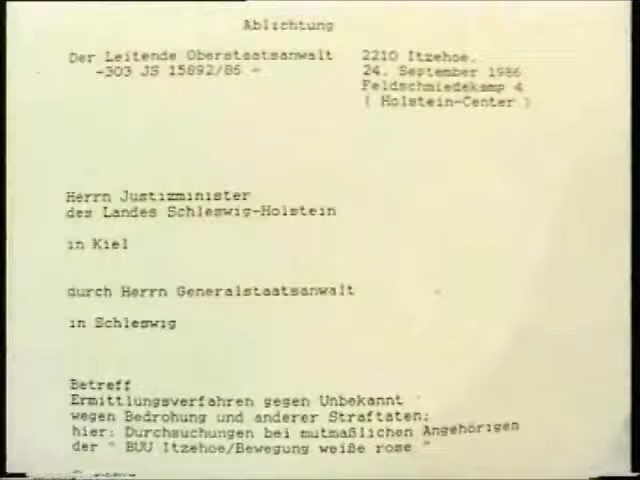 Ablichtung
Der Leitende Oberstaatsanwalt
-303 JS 15892/86 -
2210 Itzehoe,
24. September 1986
Feldschmiedekamp 4
( Holstein-Center )
Herrn Justizminister
des Landes Schleswig-Holstein
in Kiel
durch Herrn Generalstaatsanwalt
in Schleswig
Betreff
Ermittlungsverfahren gegen Unbekannt
wegen Bedrohung und anderer Straftaten;
hier: Durchsuchungen bei mutmaßlichen Angehörigen
der " BUU Itzehoe/Bewegung weiße rose "